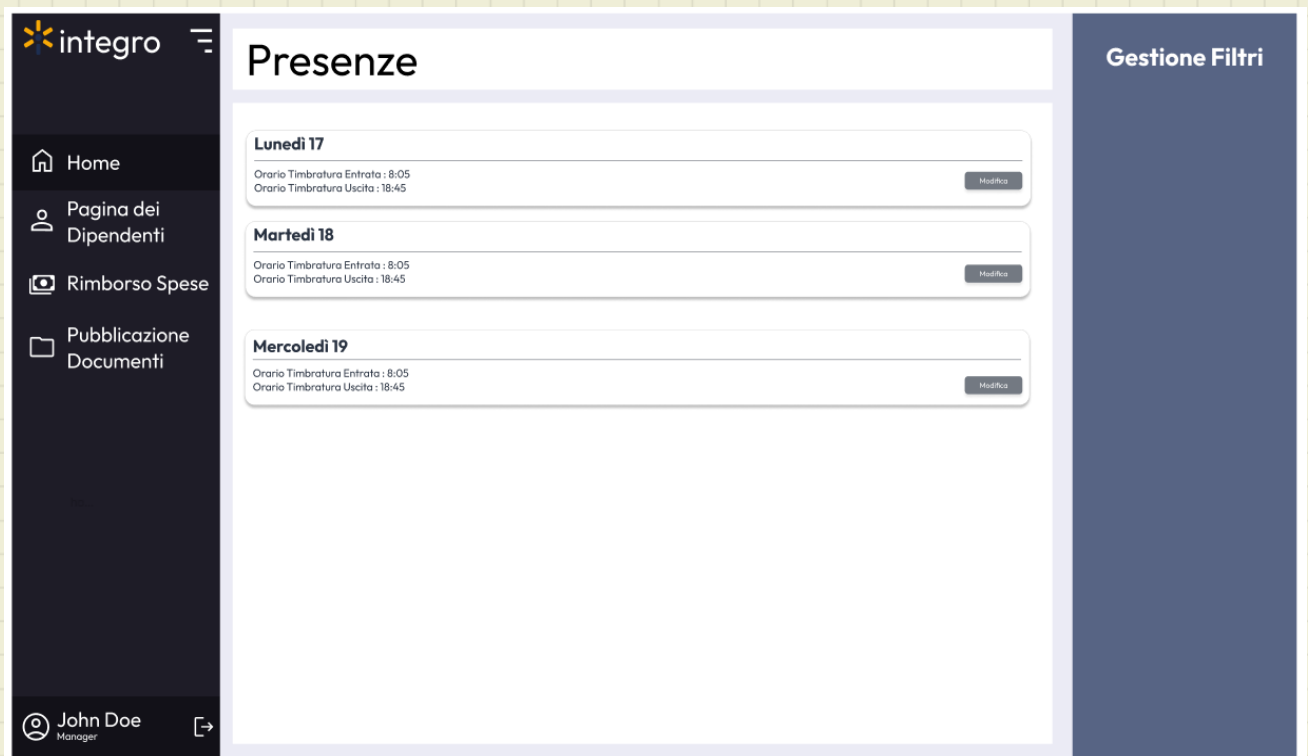 integro
Home
Pagina dei
Dipendenti
Rimborso Spese
Pubblicazione
Documenti
John Doe
Manager
Presenze
Lunedì 17
Orario Timbratura Entrata : 8:05
Orario Timbratura Uscita : 18:45
Modifica
Martedì 18
Orario Timbratura Entrata : 8:05
Orario Timbratura Uscita : 18:45
Modifica
Mercoledì 19
Orario Timbratura Entrata : 8:05
Orario Timbratura Uscita : 18:45
Modifica
Gestione Filtri